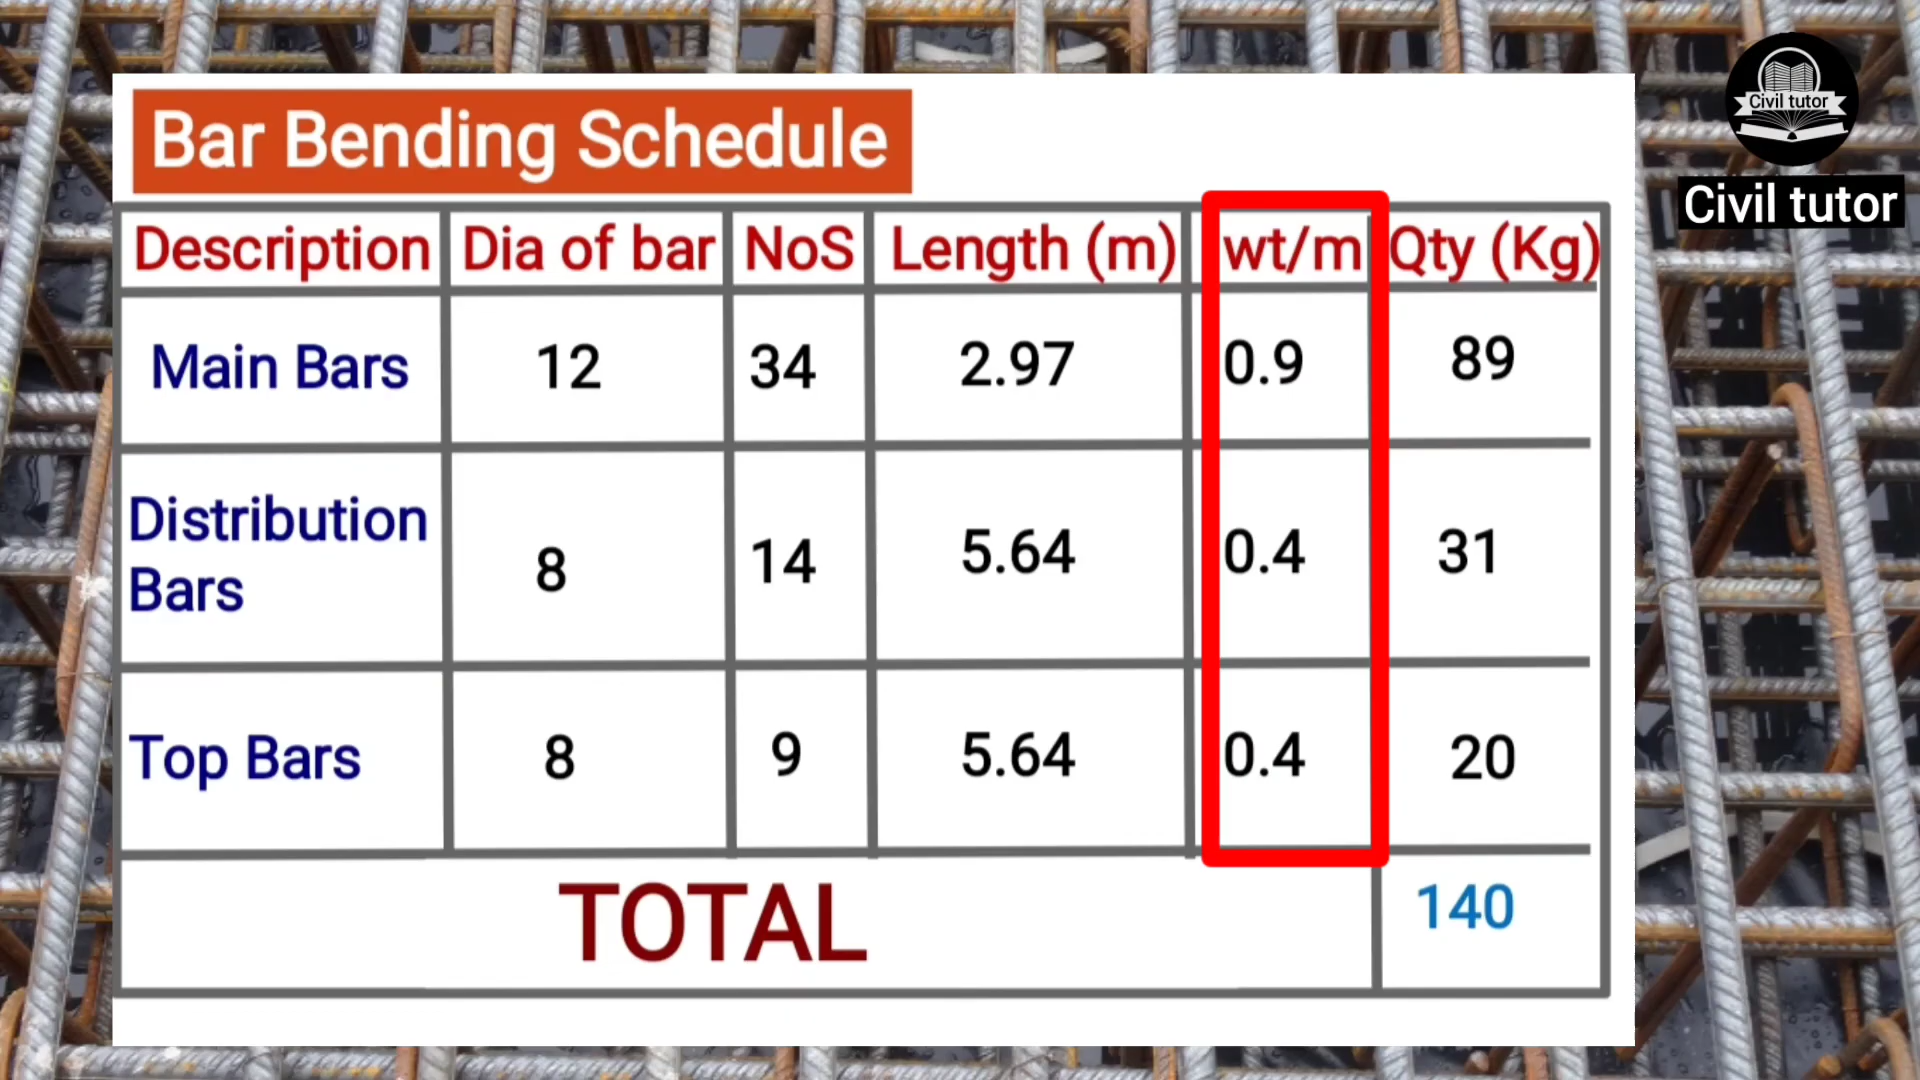 Bar Bending Schedule
Civil tutor
Civil tutor
Description Dia of bar NoS Length (m) wt/m Qty (Kg)
Main Bars 12 34 2.97 0.9 89
Distribution
Bars 8 14 5.64 0.4 31
Top Bars 8 9 5.64 0.4 20
TOTAL 140